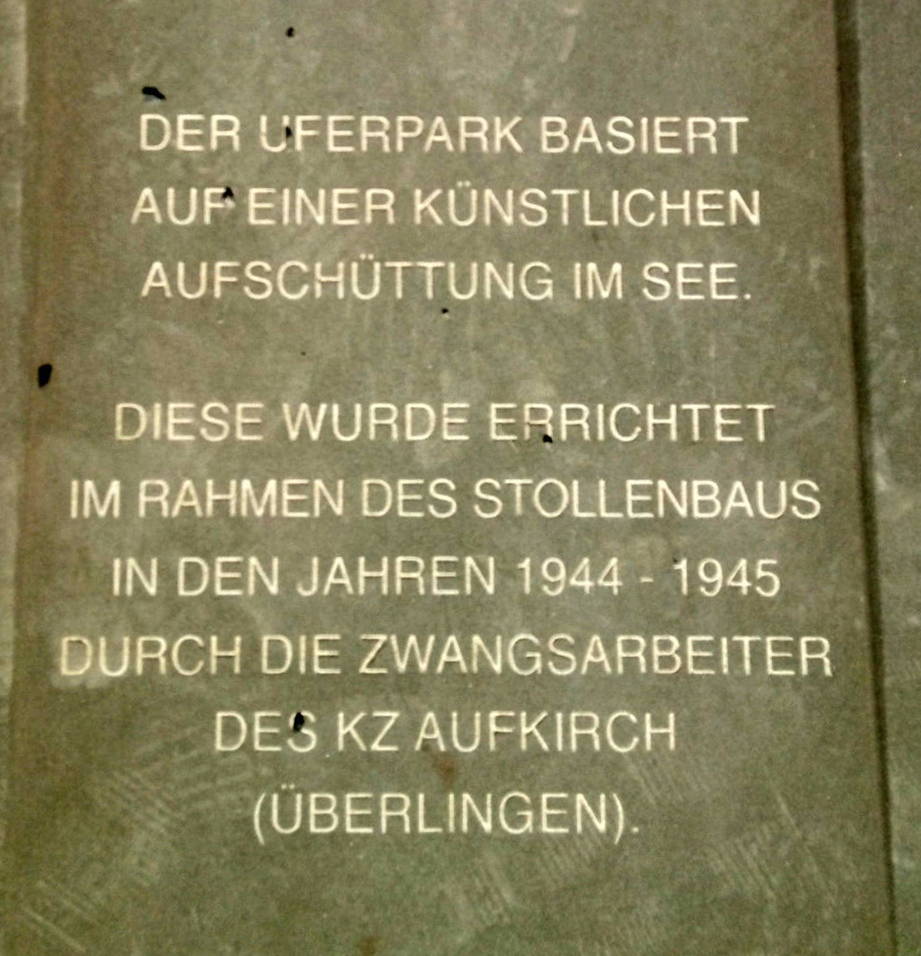 DER UFERPARK BASIERT
AUF EINER KÜNSTLICHEN
AUFSCHÜTTUNG IM SEE.
DIESE WURDE ERRICHTET
IM RAHMEN DES STOLLENBAUS
IN DEN JAHREN 1944 - 1945
DURCH DIE ZWANGSARBEITER
DES KZ AUFKIRCH
(ÜBERLINGEN).